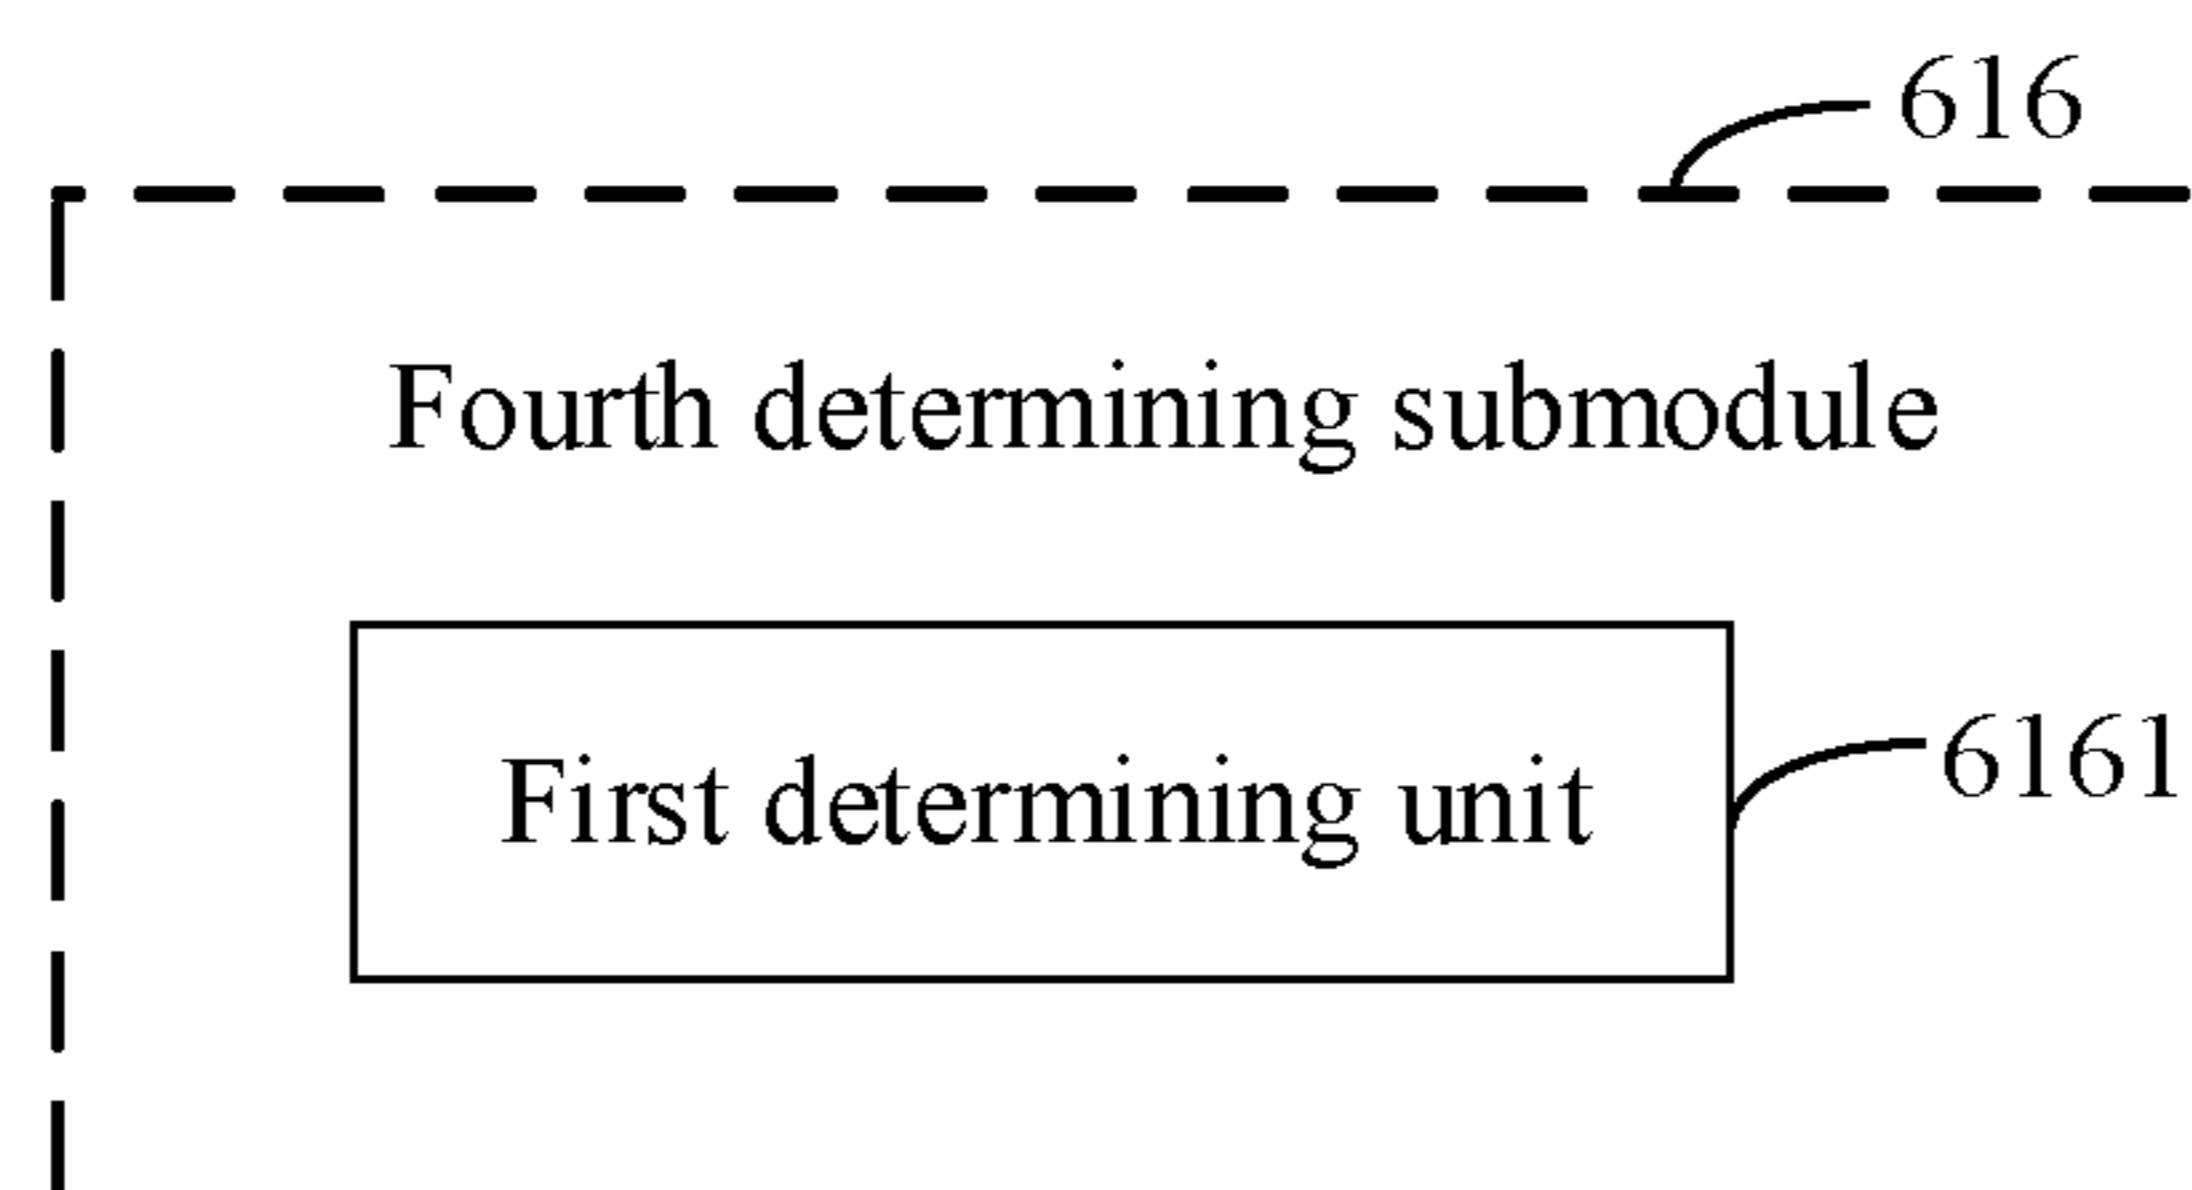 616
Fourth determining submodule
First determining unit
6161